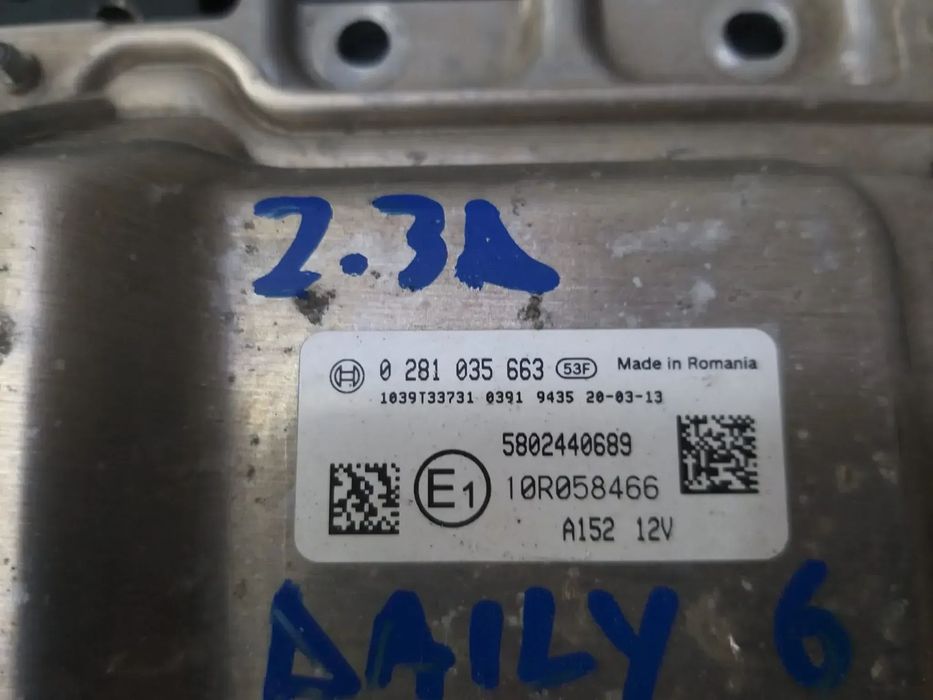 2.3L
0 281 035 663 53F Made in Romania
1039T33731 0391 9435 20-03-13
5802440689
E1 10R058466
A152 12V
DAILY 6